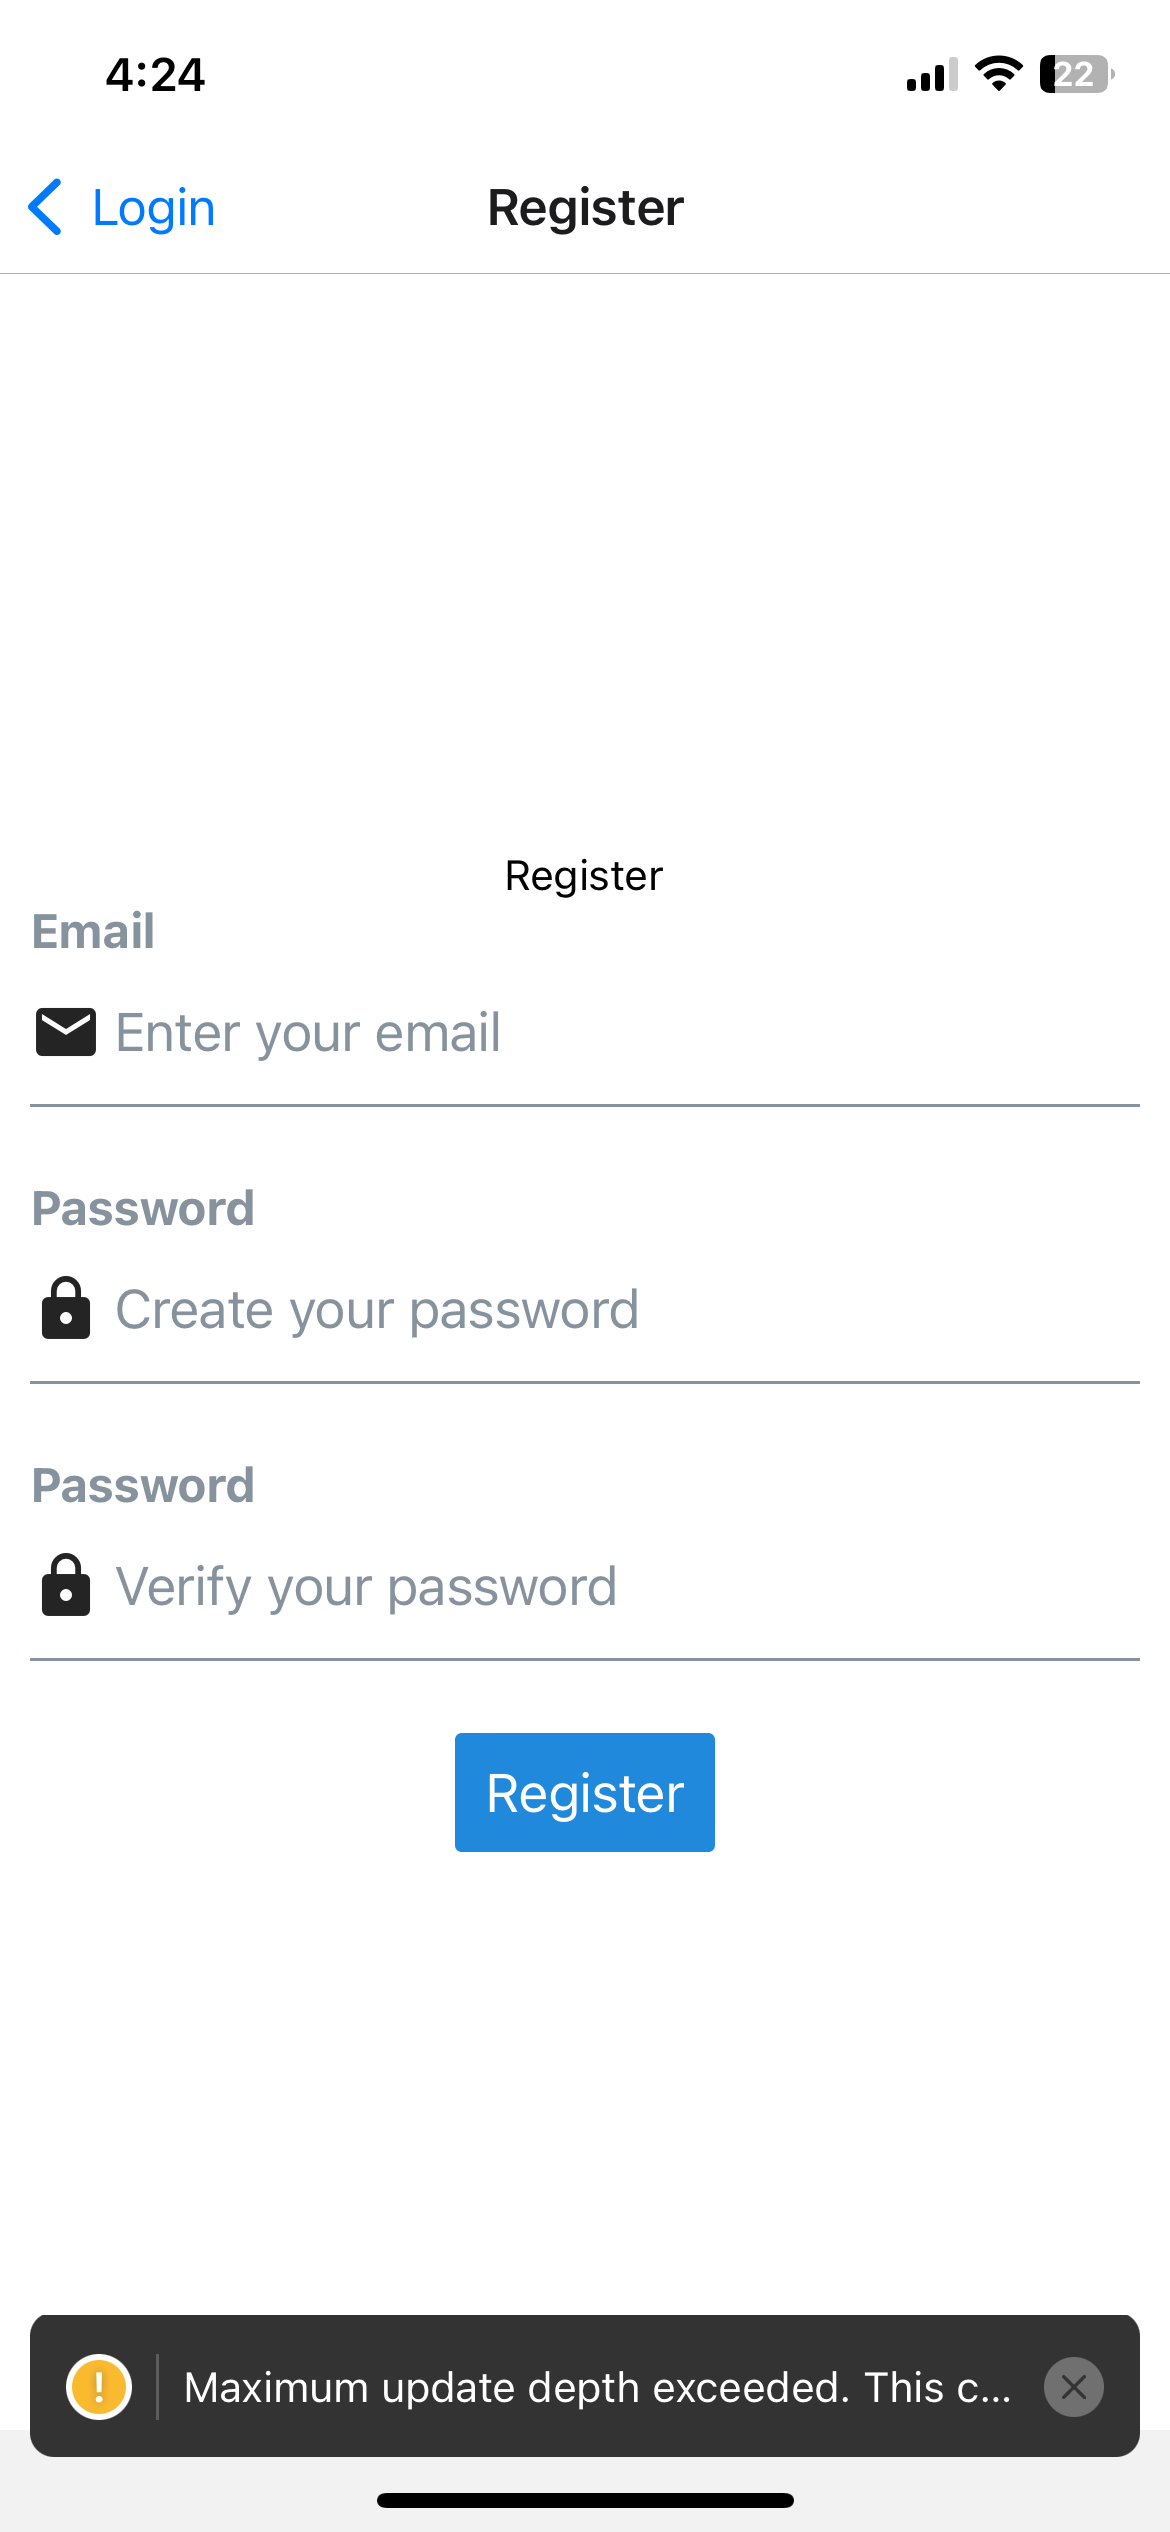 4:24
22
Login
Register
Register
Email
Enter your email
Password
Create your password
Password
Verify your password
Register
! Maximum update depth exceeded. This c...